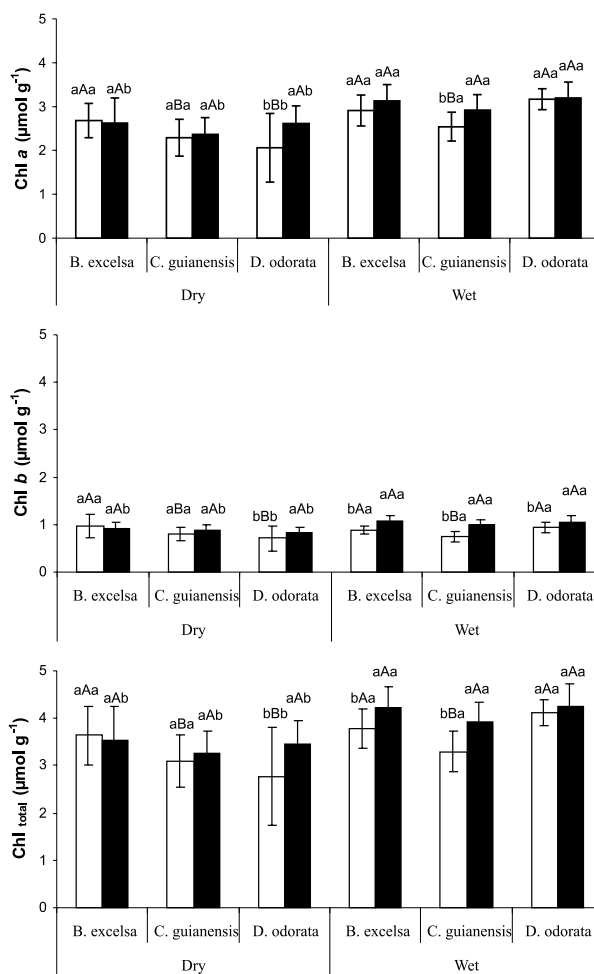 5
4
3
2
1
0
Chl a (µmol g⁻¹)
aAa aAb aBa aAb bBb aAb aAa aAa bBa aAa aAa aAa
B. excelsa C. guianensis D. odorata B. excelsa C. guianensis D. odorata
Dry Wet
5
4
3
2
1
0
Chl b (µmol g⁻¹)
aAa aAb aBa aAb bBb aAb bAa aAa bBa aAa bAa aAa
B. excelsa C. guianensis D. odorata B. excelsa C. guianensis D. odorata
Dry Wet
5
4
3
2
1
0
Chl total (µmol g⁻¹)
aAa aAb aBa aAb bBb aAb bAa aAa bBa aAa aAa aAa
B. excelsa C. guianensis D. odorata B. excelsa C. guianensis D. odorata
Dry Wet